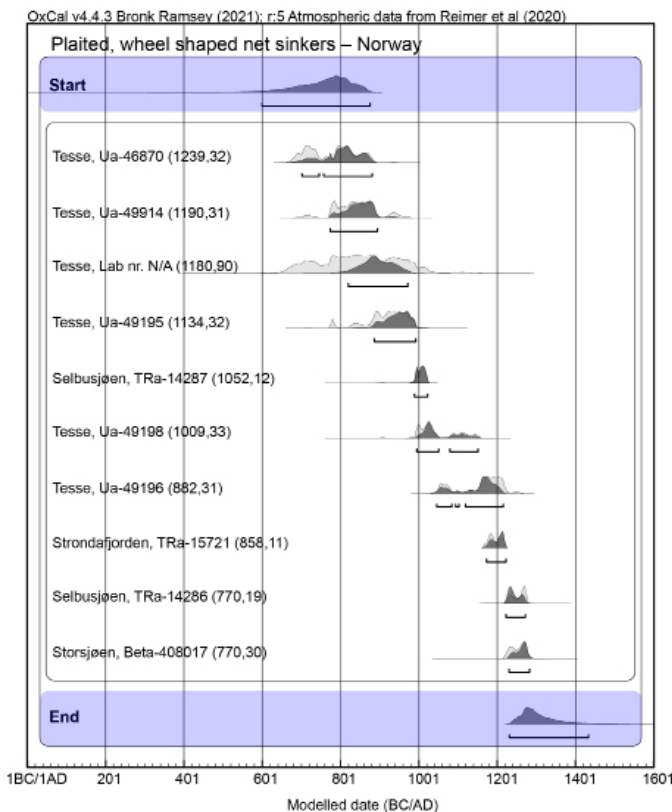 OxCal v4.4.3 Bronk Ramsey (2021); r:5 Atmospheric data from Reimer et al (2020)
Plaited, wheel shaped net sinkers – Norway
Start
Tesse, Ua-46870 (1239,32)
Tesse, Ua-49914 (1190,31)
Tesse, Lab nr. N/A (1180,90)
Tesse, Ua-49195 (1134,32)
Selbusjøen, TRa-14287 (1052,12)
Tesse, Ua-49198 (1009,33)
Tesse, Ua-49196 (882,31)
Strondafjorden, TRa-15721 (858,11)
Selbusjøen, TRa-14286 (770,19)
Storsjøen, Beta-408017 (770,30)
End
1BC/1AD 201 401 601 801 1001 1201 1401 1601
Modelled date (BC/AD)